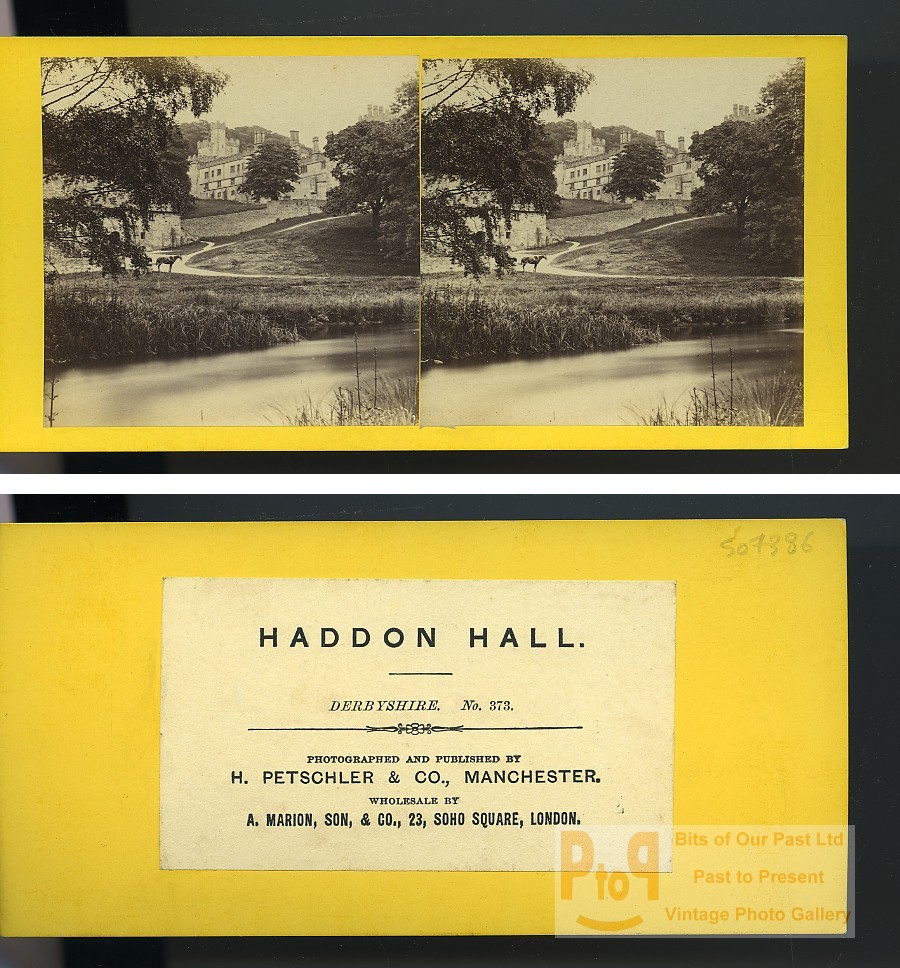 So7886
HADDON HALL.
DERBYSHIRE. No. 373.
PHOTOGRAPHED AND PUBLISHED BY
H. PETSCHLER & CO., MANCHESTER.
WHOLESALE BY
A. MARION, SON, & CO., 23, SOHO SQUARE, LONDON.
PtoP
Bits of Our Past Ltd
Past to Present
Vintage Photo Gallery